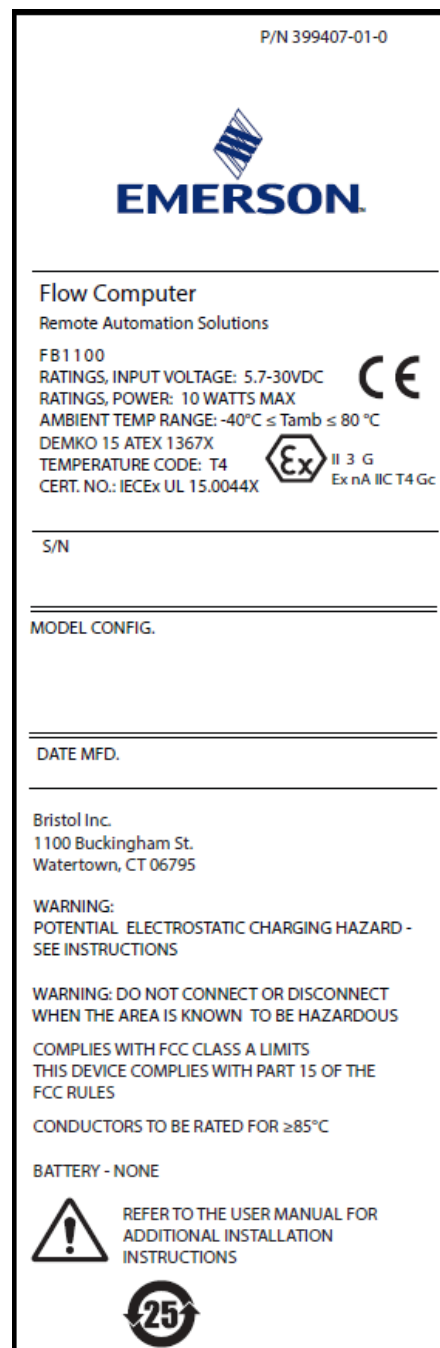 P/N 399407-01-0
EMERSON™
Flow Computer
Remote Automation Solutions
FB1100
RATINGS, INPUT VOLTAGE: 5.7-30VDC
RATINGS, POWER: 10 WATTS MAX
AMBIENT TEMP RANGE: -40°C ≤ Tamb ≤ 80 °C
DEMKO 15 ATEX 1367X
TEMPERATURE CODE: T4
CERT. NO.: IECEx UL 15.0044X
CE
Ex II 3 G
Ex nA IIC T4 Gc
S/N
MODEL CONFIG.
DATE MFD.
Bristol Inc.
1100 Buckingham St.
Watertown, CT 06795
WARNING:
POTENTIAL ELECTROSTATIC CHARGING HAZARD -
SEE INSTRUCTIONS
WARNING: DO NOT CONNECT OR DISCONNECT
WHEN THE AREA IS KNOWN TO BE HAZARDOUS
COMPLIES WITH FCC CLASS A LIMITS
THIS DEVICE COMPLIES WITH PART 15 OF THE
FCC RULES
CONDUCTORS TO BE RATED FOR ≥85°C
BATTERY - NONE
REFER TO THE USER MANUAL FOR
ADDITIONAL INSTALLATION
INSTRUCTIONS
25